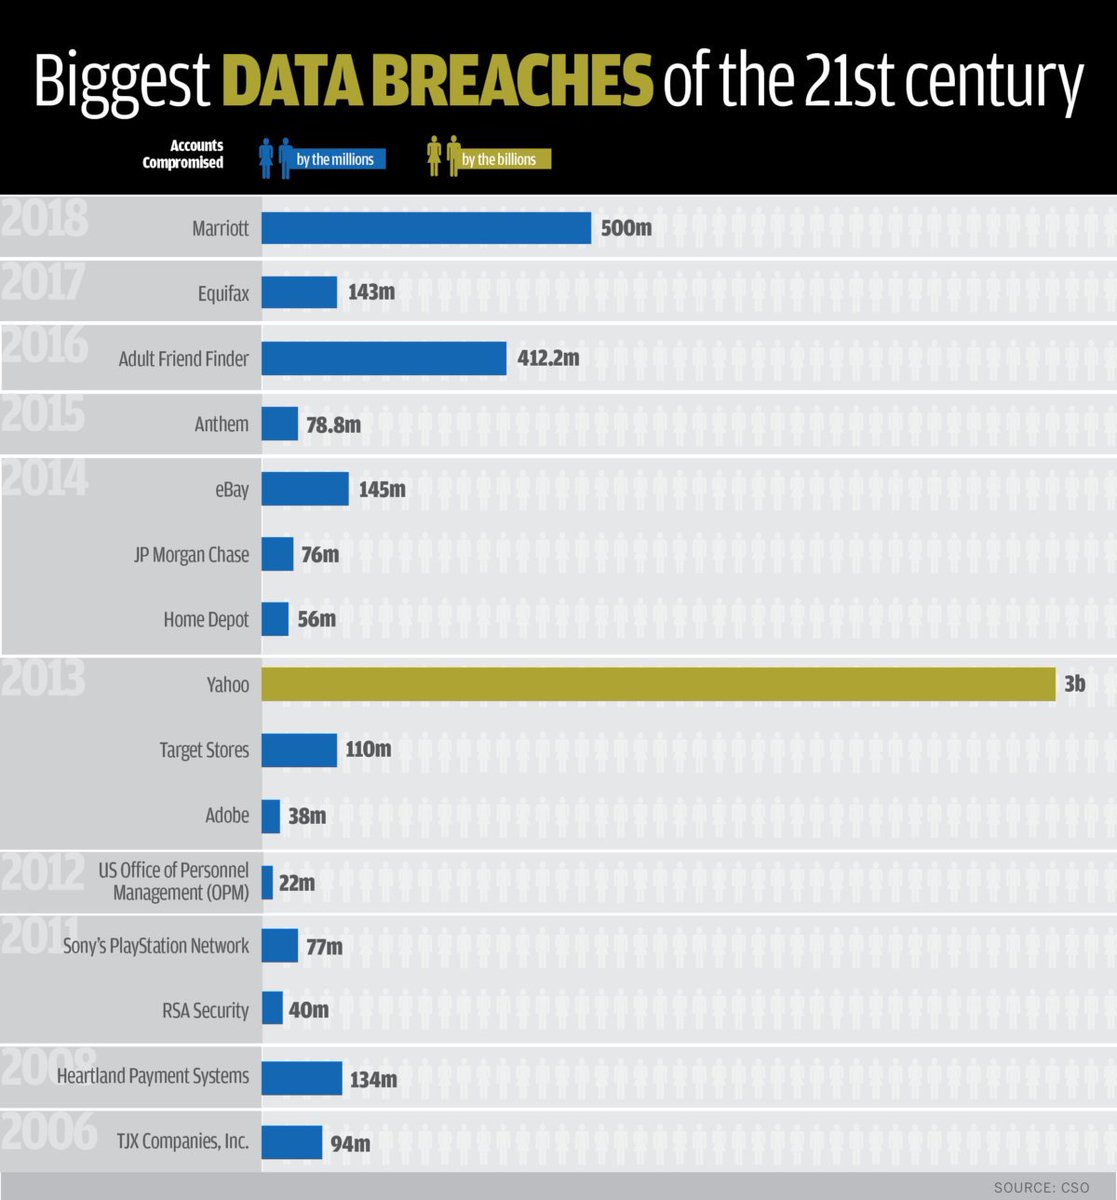 Biggest DATA BREACHES of the 21st century
Accounts
Compromised
by the millions
by the billions
2018
Marriott
500m
2017
Equifax
143m
2016
Adult Friend Finder
412.2m
2015
Anthem
78.8m
2014
eBay
145m
JP Morgan Chase
76m
Home Depot
56m
2013
Yahoo
3b
Target Stores
110m
Adobe
38m
2012
US Office of Personnel
Management (OPM)
22m
2011
Sony's PlayStation Network
77m
RSA Security
40m
2008
Heartland Payment Systems
134m
2006
TJX Companies, Inc.
94m
SOURCE: CSO